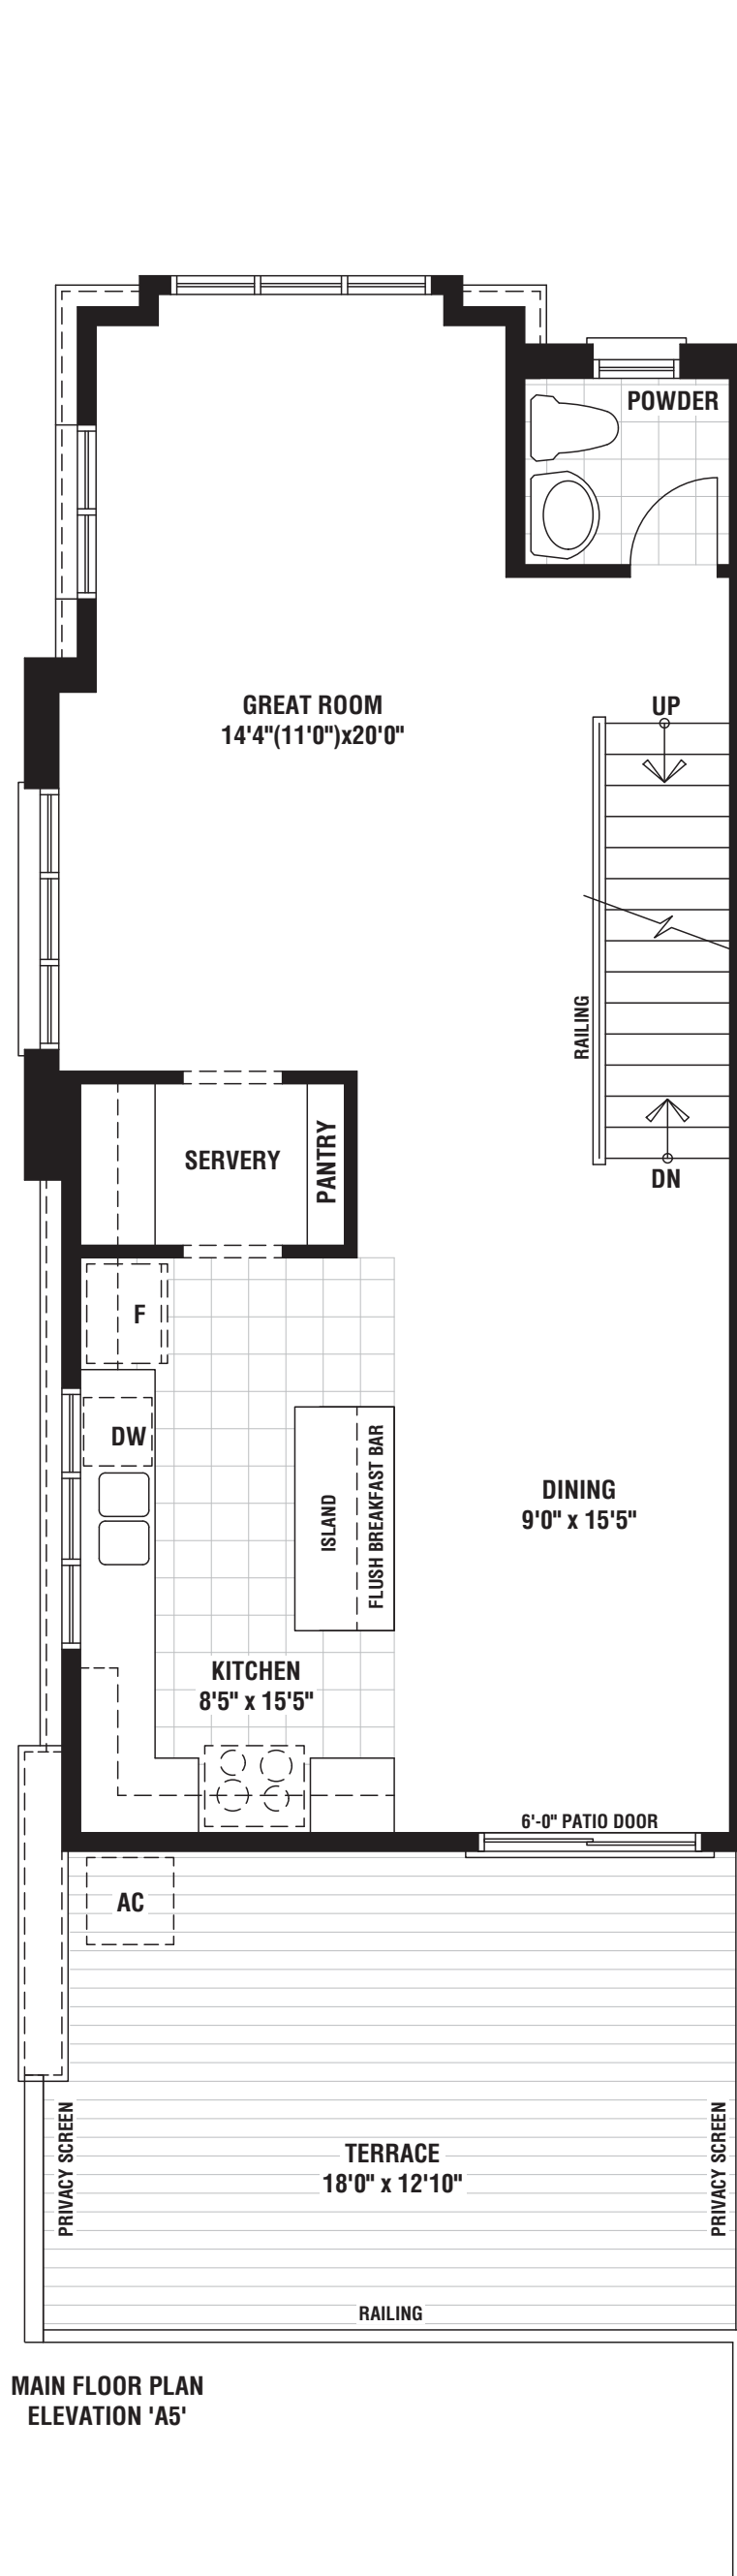 POWDER
GREAT ROOM
14'4"(11'0")x20'0"
UP
RAILING
SERVERY
PANTRY
DN
F
DW
ISLAND
FLUSH BREAKFAST BAR
DINING
9'0" x 15'5"
KITCHEN
8'5" x 15'5"
6'-0" PATIO DOOR
AC
PRIVACY SCREEN
PRIVACY SCREEN
TERRACE
18'0" x 12'10"
RAILING
MAIN FLOOR PLAN
ELEVATION 'A5'